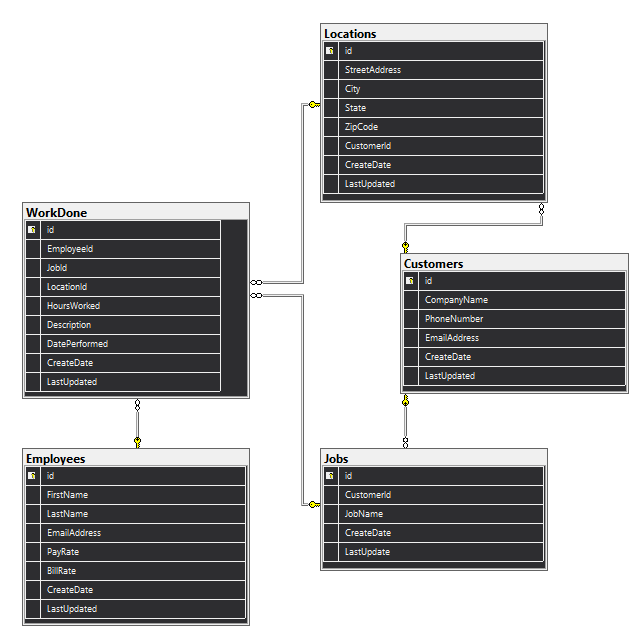 Locations
id
StreetAddress
City
State
ZipCode
CustomerId
CreateDate
LastUpdated
WorkDone
id
EmployeeId
JobId
LocationId
HoursWorked
Description
DatePerformed
CreateDate
LastUpdated
Customers
id
CompanyName
PhoneNumber
EmailAddress
CreateDate
LastUpdated
Employees
id
FirstName
LastName
EmailAddress
PayRate
BillRate
CreateDate
LastUpdated
Jobs
id
CustomerId
JobName
CreateDate
LastUpdate